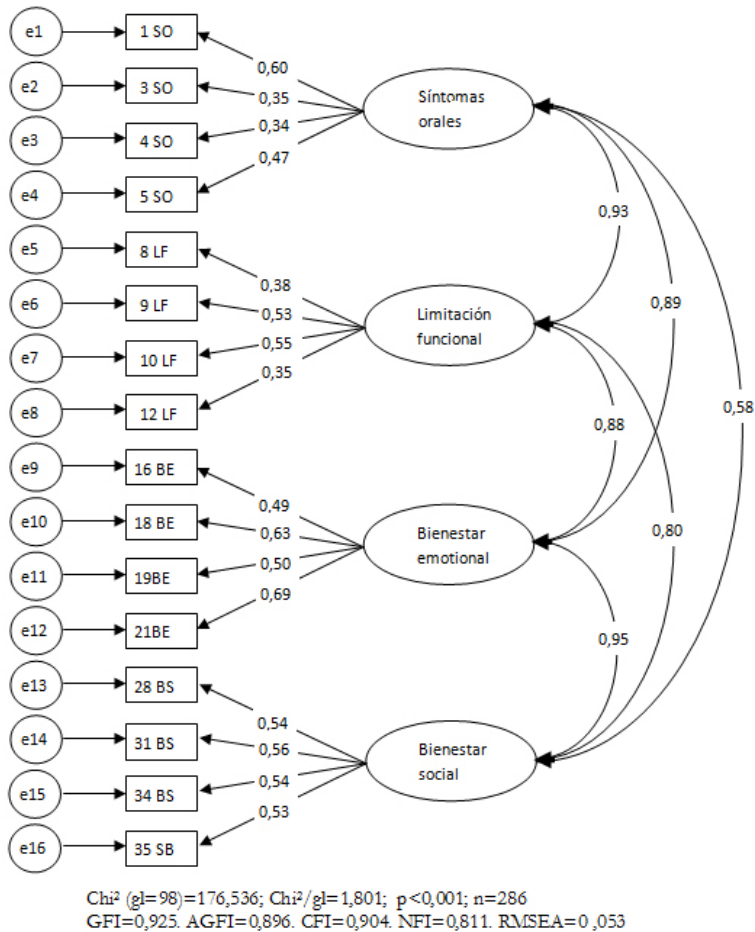 e1
1 SO
0,60
e2
3 SO
0,35
e3
4 SO
0,34
e4
5 SO
0,47
Síntomas
orales
e5
8 LF
0,38
e6
9 LF
0,53
e7
10 LF
0,55
e8
12 LF
0,35
Limitación
funcional
e9
16 BE
0,49
e10
18 BE
0,63
e11
19BE
0,50
e12
21BE
0,69
Bienestar
emotional
e13
28 BS
0,54
e14
31 BS
0,56
e15
34 BS
0,54
e16
35 SB
0,53
Bienestar
social
0,93
0,89
0,58
0,88
0,80
0,95
Chi² (gl=98)=176,536; Chi²/gl=1,801; p<0,001; n=286
GFI=0,925. AGFI=0,896. CFI=0,904. NFI=0,811. RMSEA=0 ,053